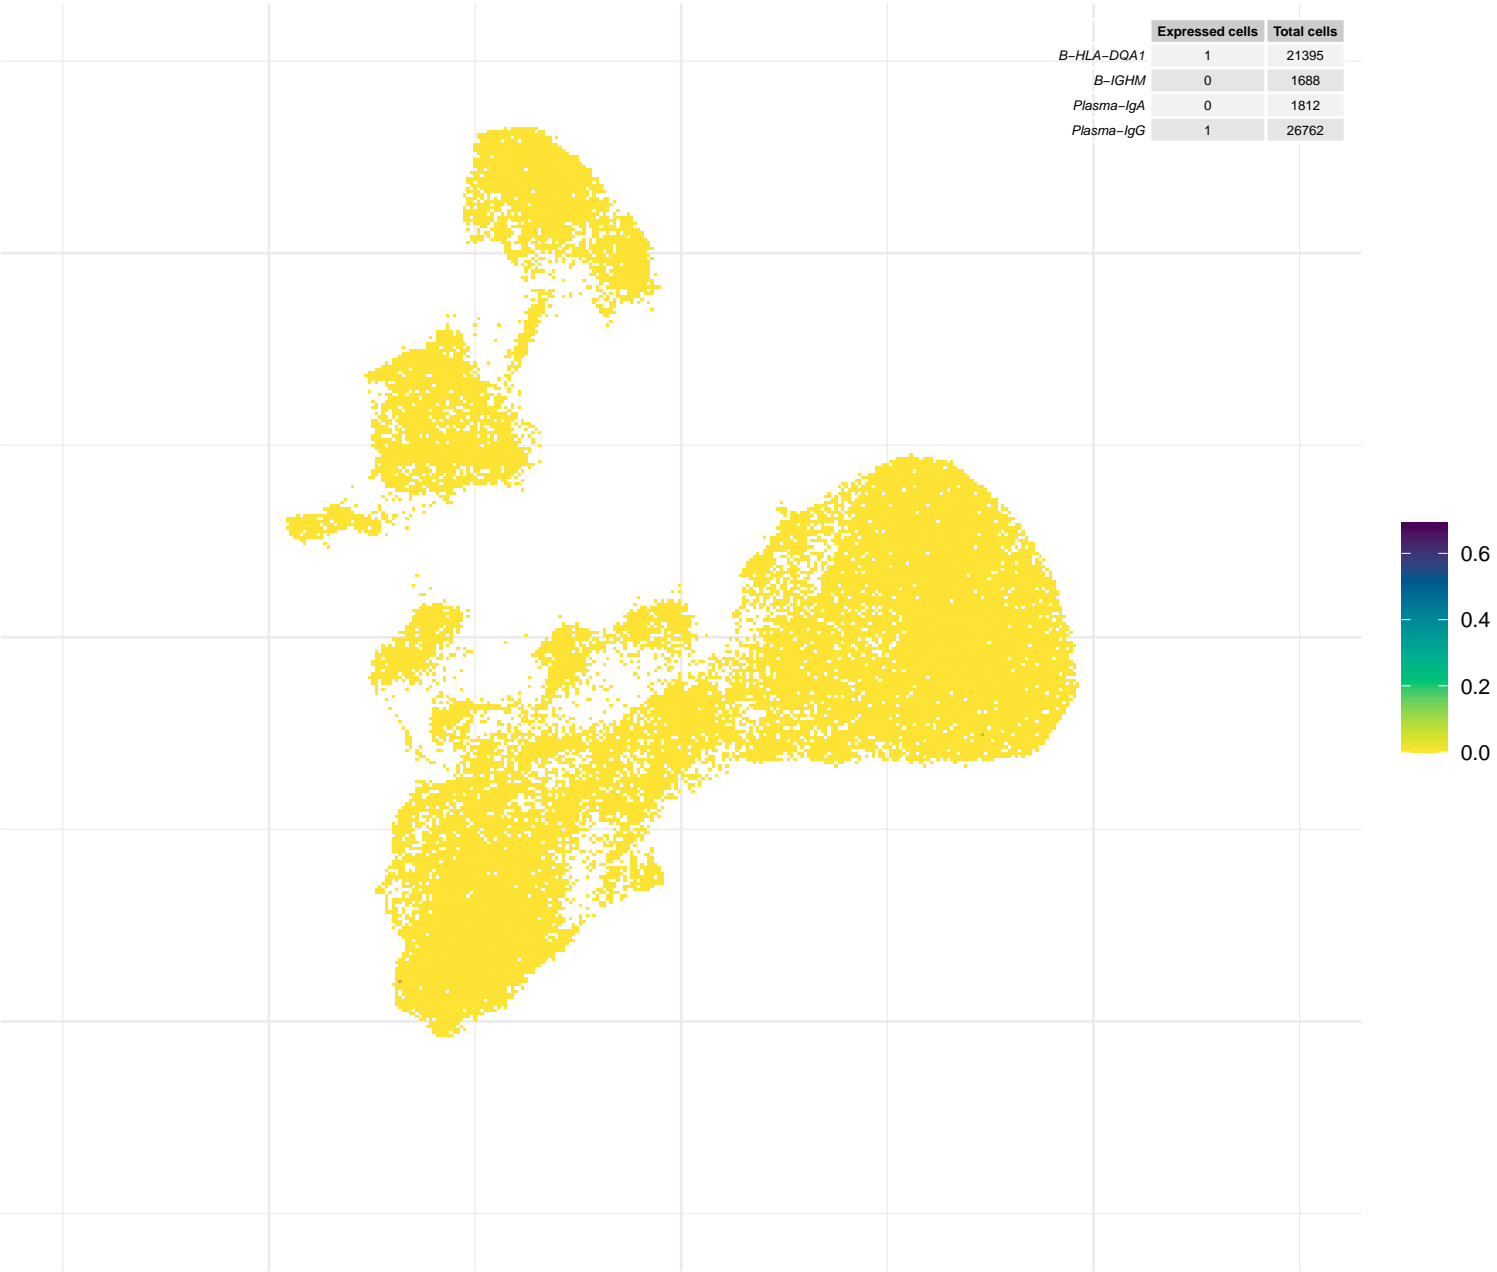 Expressed cells Total cells
B−HLA−DQA1 1 21395
B−IGHM 0 1688
Plasma−IgA 0 1812
Plasma−IgG 1 26762
0.6
0.4
0.2
0.0